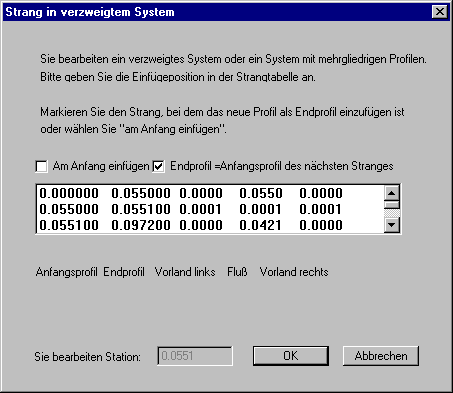 Strang in verzweigtem System
Sie bearbeiten ein verzweigtes System oder ein System mit mehrgliedrigen Profilen.
Bitte geben Sie die Einfügeposition in der Strangtabelle an.
Markieren Sie den Strang, bei dem das neue Profil als Endprofil einzufügen ist
oder wählen Sie "am Anfang einfügen".
Am Anfang einfügen Endprofil =Anfangsprofil des nächsten Stranges
0.000000 0.055000 0.0000 0.0550 0.0000
0.055000 0.055100 0.0001 0.0001 0.0001
0.055100 0.097200 0.0000 0.0421 0.0000
Anfangsprofil Endprofil Vorland links Fluß Vorland rechts
Sie bearbeiten Station: 0.0551 OK Abbrechen